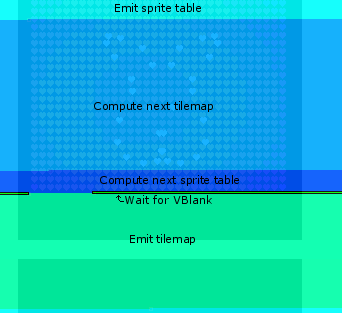 Emit sprite table
Compute next tilemap
Compute next sprite table
Wait for VBlank
Emit tilemap